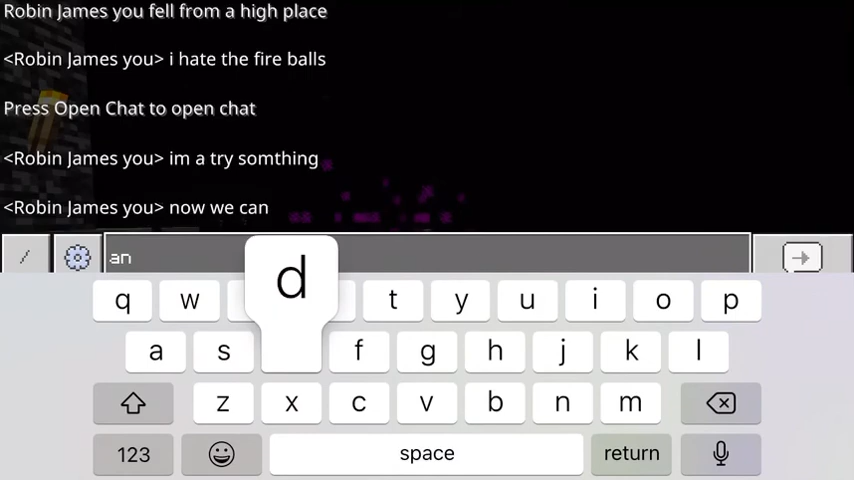 Robin James you fell from a high place
<Robin James you> i hate the fire balls
Press Open Chat to open chat
<Robin James you> im a try somthing
<Robin James you> now we can
/
an
d
q w t y u i o p
a s f g h j k l
z x c v b n m
123 space return